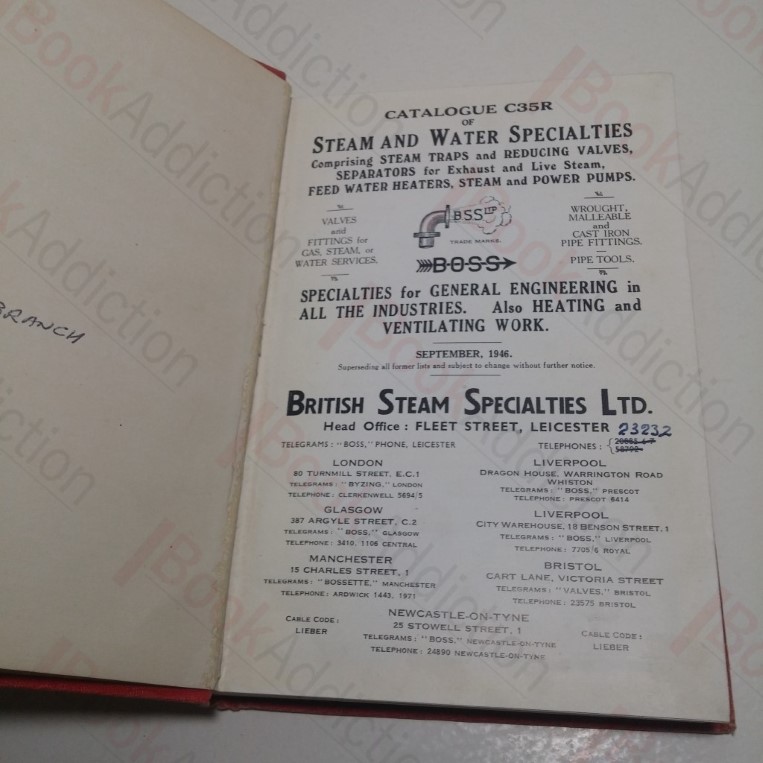 BRANCH
CATALOGUE C35R
OF
STEAM AND WATER SPECIALTIES
Comprising STEAM TRAPS and REDUCING VALVES,
SEPARATORS for Exhaust and Live Steam,
FEED WATER HEATERS, STEAM and POWER PUMPS.
VALVES
and
FITTINGS for
GAS, STEAM, or
WATER SERVICES.
BSS LTD
TRADE MARKS.
BOSS
WROUGHT,
MALLEABLE
and
CAST IRON
PIPE FITTINGS.
PIPE TOOLS.
SPECIALTIES for GENERAL ENGINEERING in
ALL THE INDUSTRIES. Also HEATING and
VENTILATING WORK.
SEPTEMBER, 1946.
Superseding all former lists and subject to change without further notice.
BRITISH STEAM SPECIALTIES LTD.
Head Office : FLEET STREET, LEICESTER 23232
TELEGRAMS: "BOSS," PHONE, LEICESTER
TELEPHONES :
LONDON
80 TURNMILL STREET, E.C.1
TELEGRAMS: "BYZING," LONDON
TELEPHONE: CLERKENWELL 5694/5
LIVERPOOL
DRAGON HOUSE, WARRINGTON ROAD
WHISTON
TELEGRAMS: "BOSS," PRESCOT
TELEPHONE: PRESCOT 6414
GLASGOW
387 ARGYLE STREET, C.2
TELEGRAMS: "BOSS," GLASGOW
TELEPHONE: 3410, 1106 CENTRAL
LIVERPOOL
CITY WAREHOUSE, 18 BENSON STREET, 1
TELEGRAMS: "BOSS," LIVERPOOL
TELEPHONE: 7705/6 ROYAL
MANCHESTER
15 CHARLES STREET, 1
TELEGRAMS: "BOSSETTE," MANCHESTER
TELEPHONE: ARDWICK 1443, 1971
BRISTOL
CART LANE, VICTORIA STREET
TELEGRAMS: "VALVES," BRISTOL
TELEPHONE: 23575 BRISTOL
CABLE CODE:
LIEBER
NEWCASTLE-ON-TYNE
25 STOWELL STREET, 1
TELEGRAMS: "BOSS," NEWCASTLE-ON-TYNE
TELEPHONE: 24890 NEWCASTLE-ON-TYNE
CABLE CODE:
LIEBER
BookAddiction